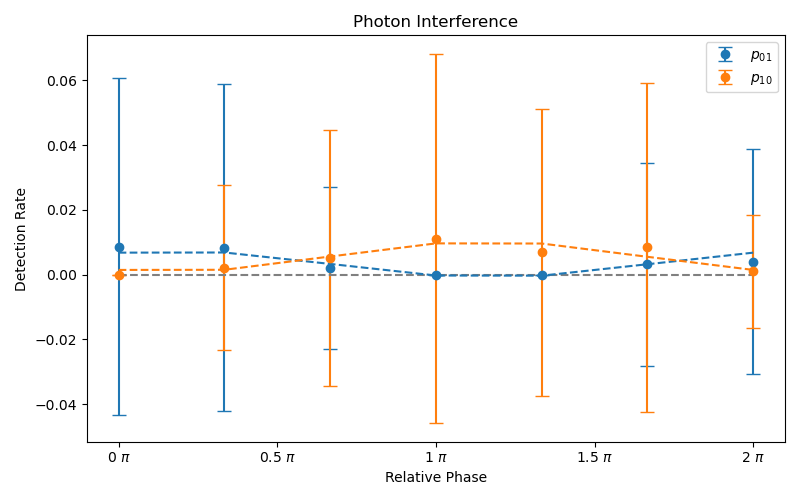 Photon Interference
p₀₁
p₁₀
0.06
0.04
0.02
0.00
−0.02
−0.04
Detection Rate
0 π
0.5 π
1 π
1.5 π
2 π
Relative Phase